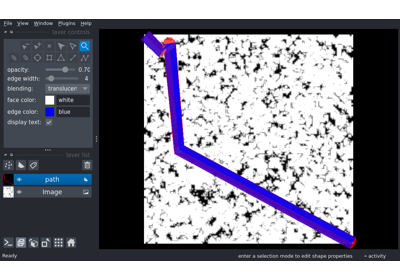 File View Window Plugins Help
layer controls
opacity: 0.70
edge width: 4
blending: translucen
face color: white
edge color: blue
display text:
layer list
path
Image
Ready
enter a selection mode to edit shape properties
activity